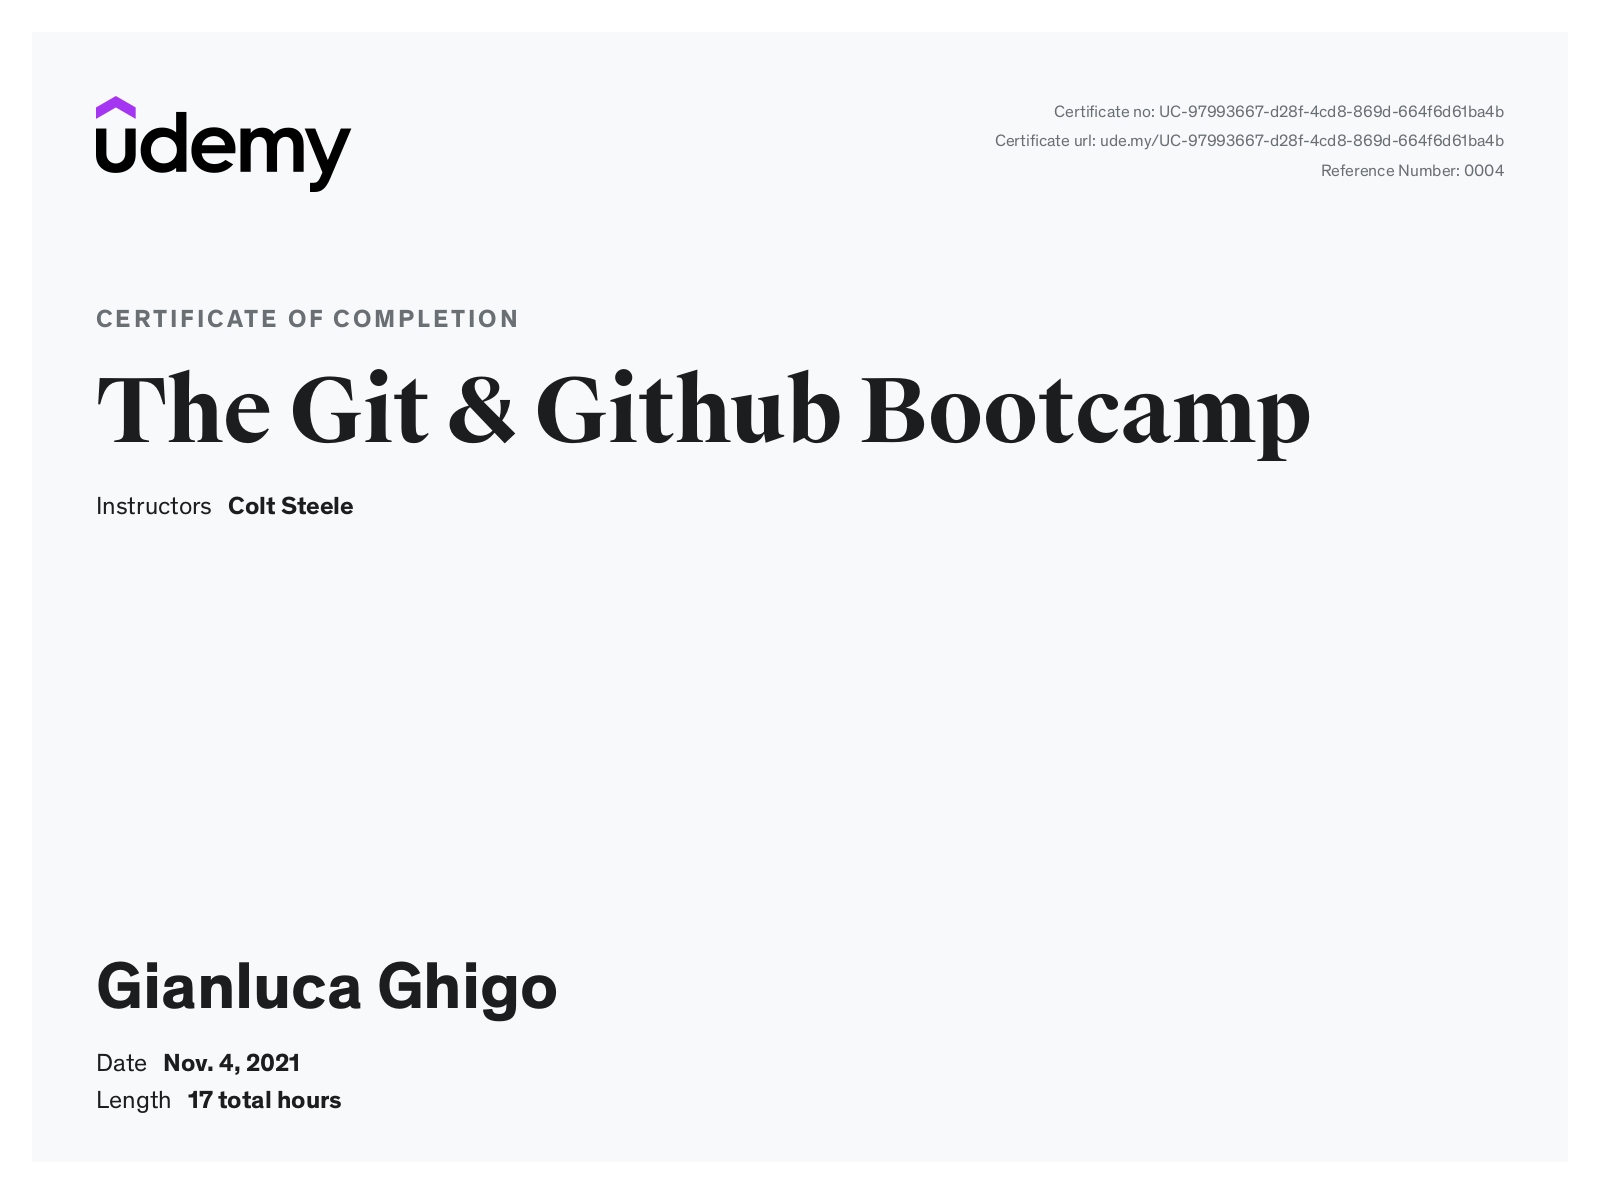 udemy
Certificate no: UC-97993667-d28f-4cd8-869d-664f6d61ba4b
Certificate url: ude.my/UC-97993667-d28f-4cd8-869d-664f6d61ba4b
Reference Number: 0004
CERTIFICATE OF COMPLETION
The Git & Github Bootcamp
Instructors Colt Steele
Gianluca Ghigo
Date Nov. 4, 2021
Length 17 total hours